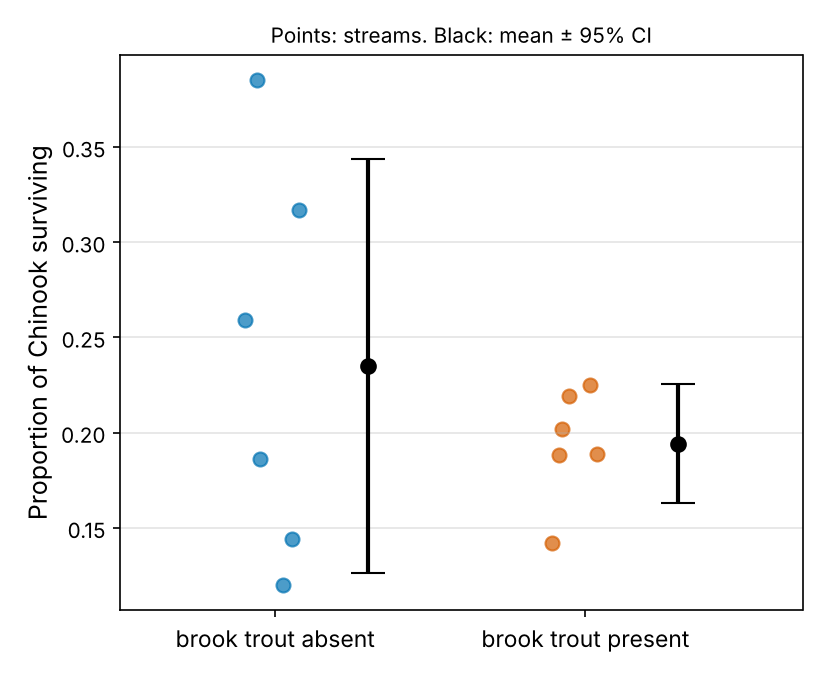 Points: streams. Black: mean ± 95% CI
Proportion of Chinook surviving
0.35
0.30
0.25
0.20
0.15
brook trout absent
brook trout present